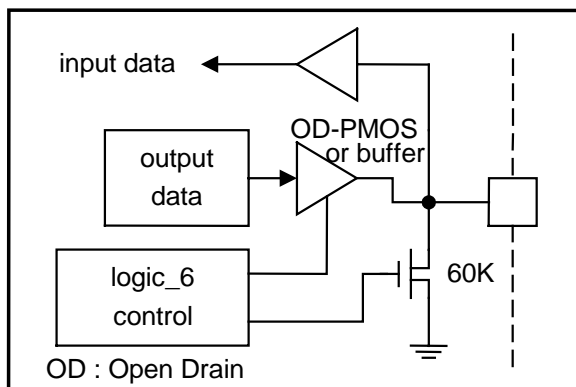 input data
OD-PMOS
or buffer
output
data
logic_6
control
60K
OD : Open Drain